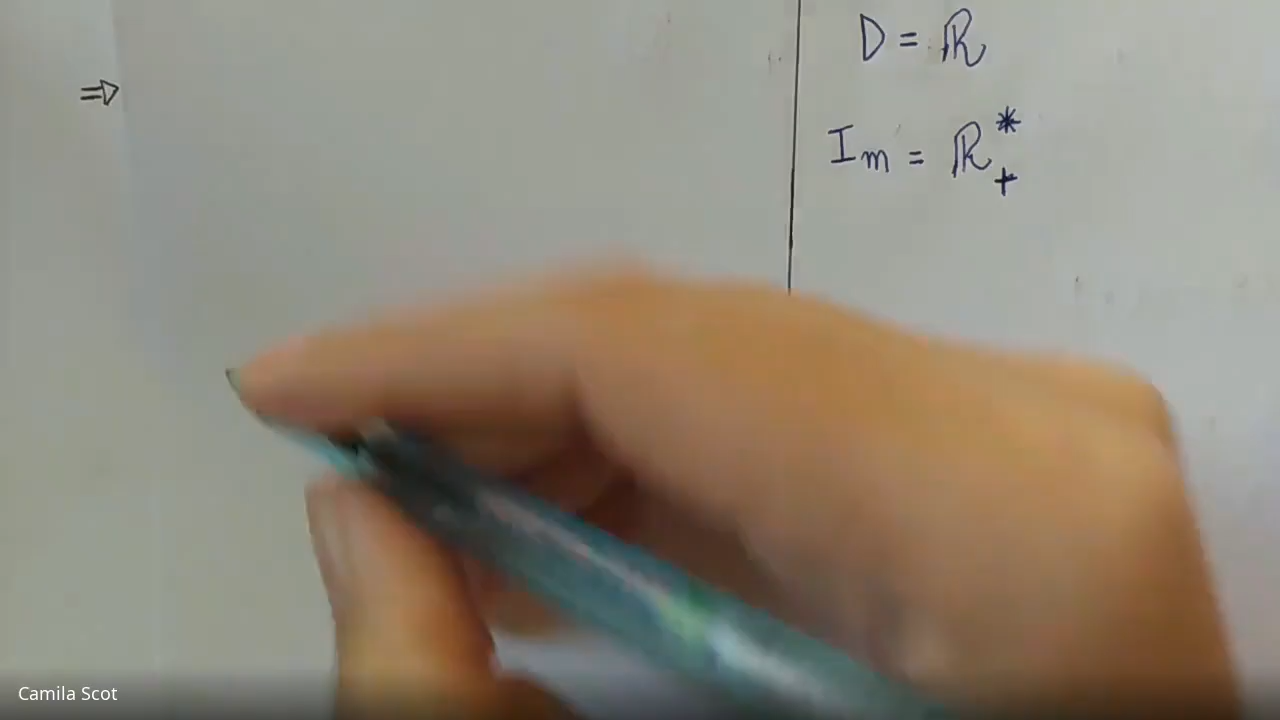 D = ℝ
⇒
Im = ℝ*₊
Camila Scot